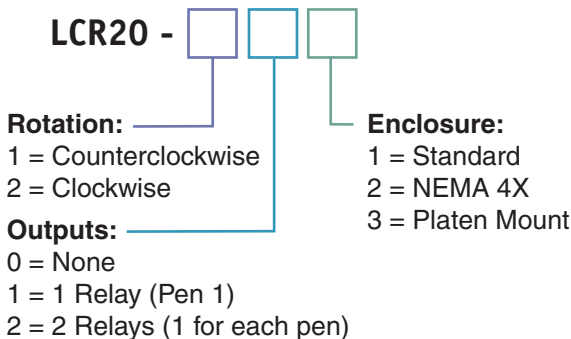 LCR20 -
Rotation:
1 = Counterclockwise
2 = Clockwise
Outputs:
0 = None
1 = 1 Relay (Pen 1)
2 = 2 Relays (1 for each pen)
Enclosure:
1 = Standard
2 = NEMA 4X
3 = Platen Mount